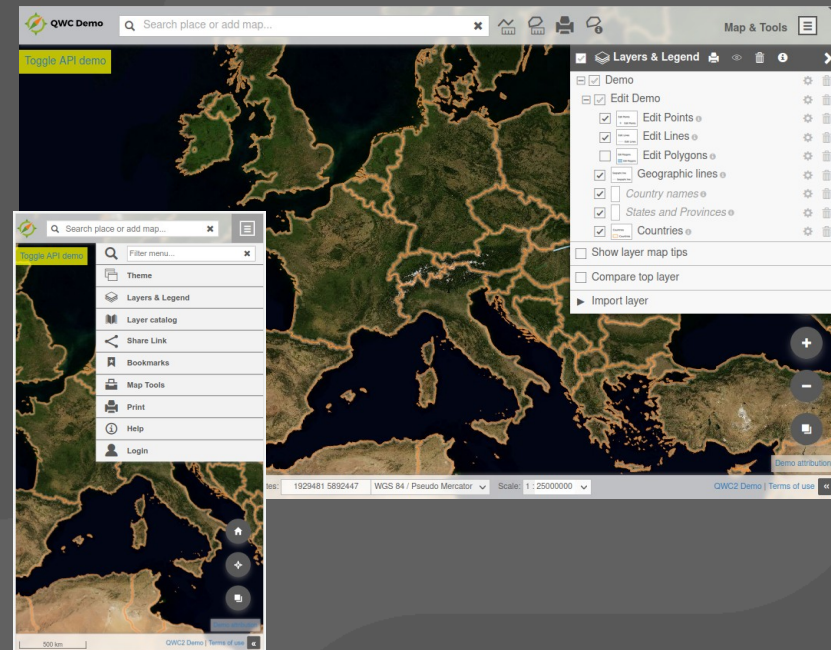 QWC Demo
Search place or add map...
Map & Tools
Toggle API demo
Layers & Legend
Demo
Edit Demo
Edit Points
Edit Lines
Edit Polygons
Geographic lines
Country names
States and Provinces
Countries
Show layer map tips
Compare top layer
Import layer
Demo attribution
tes: 1929481 5892447 WGS 84 / Pseudo Mercator Scale: 1 : 25000000 QWC2 Demo | Terms of use
Search place or add map...
Toggle API demo
Filter menu...
Theme
Layers & Legend
Layer catalog
Share Link
Bookmarks
Map Tools
Print
Help
Login
Demo attribution
500 km QWC2 Demo | Terms of use